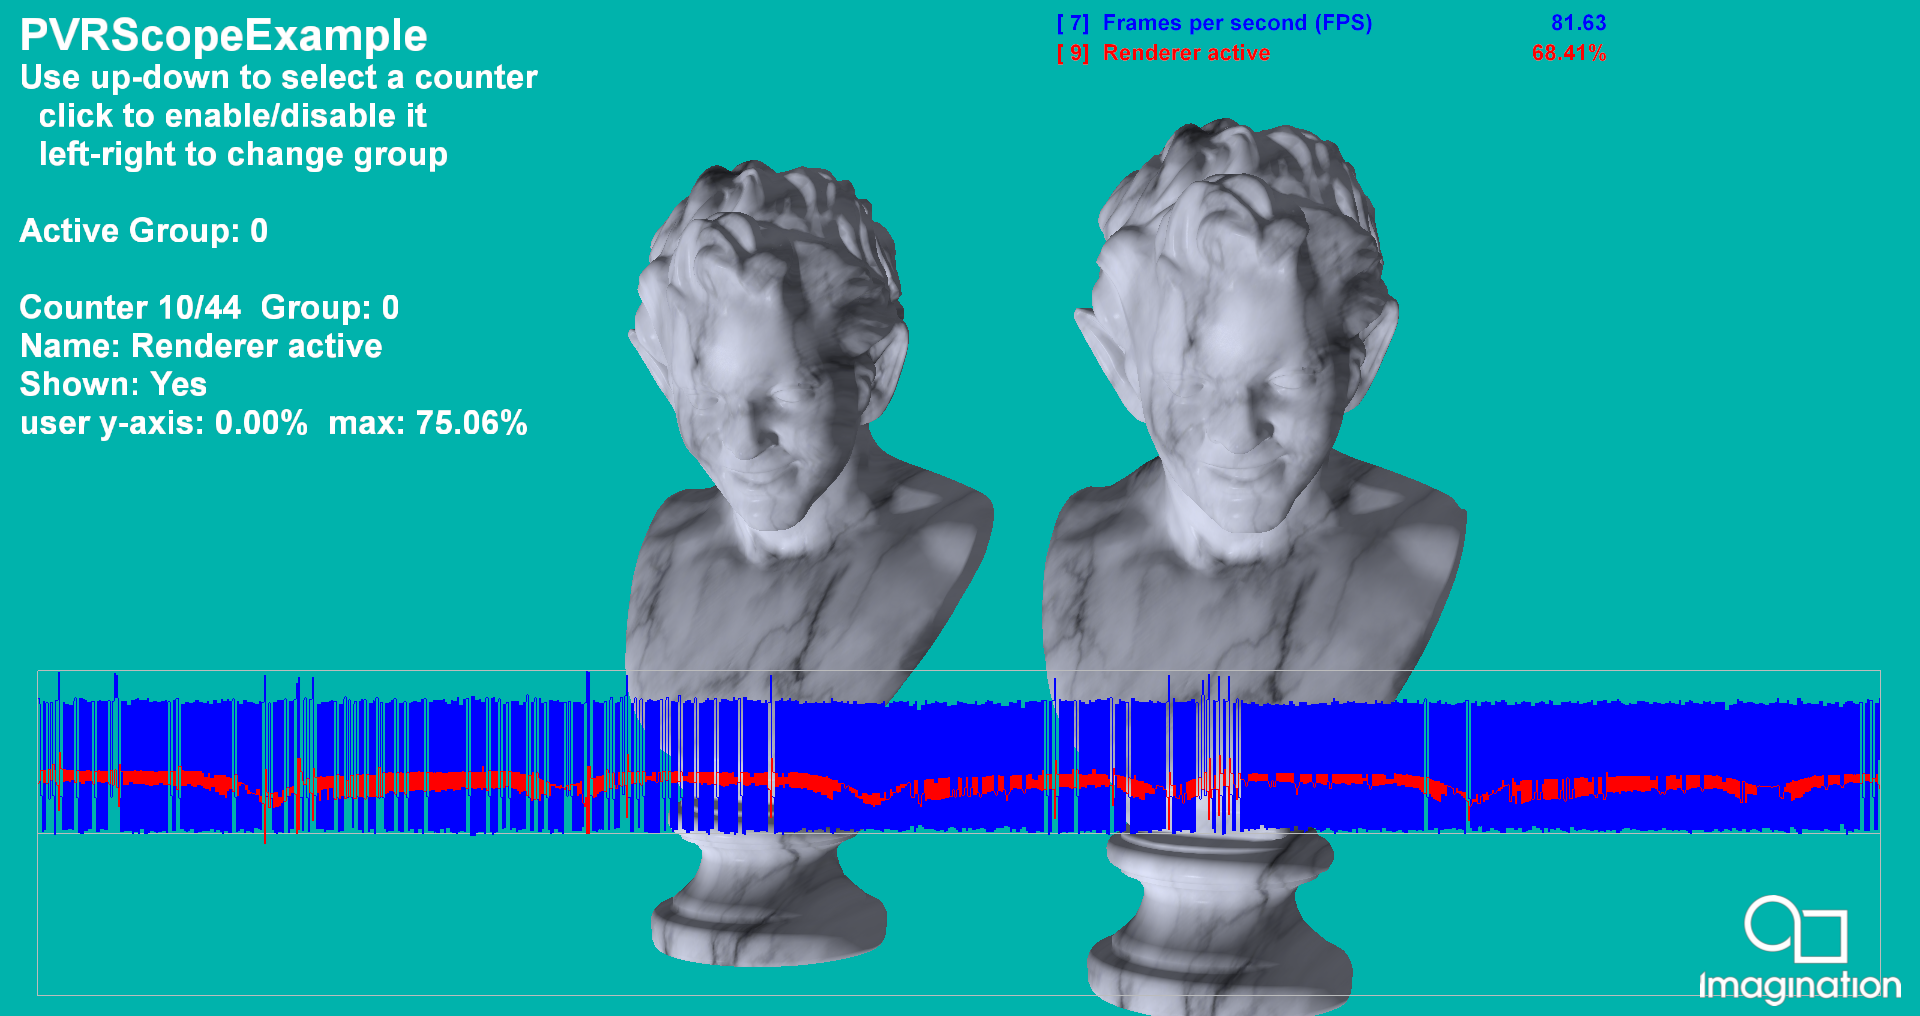 PVRScopeExample
Use up-down to select a counter
click to enable/disable it
left-right to change group
Active Group: 0
Counter 10/44  Group: 0
Name: Renderer active
Shown: Yes
user y-axis: 0.00%  max: 75.06%
[ 7]  Frames per second (FPS)  81.63
[ 9]  Renderer active  68.41%
Imagination